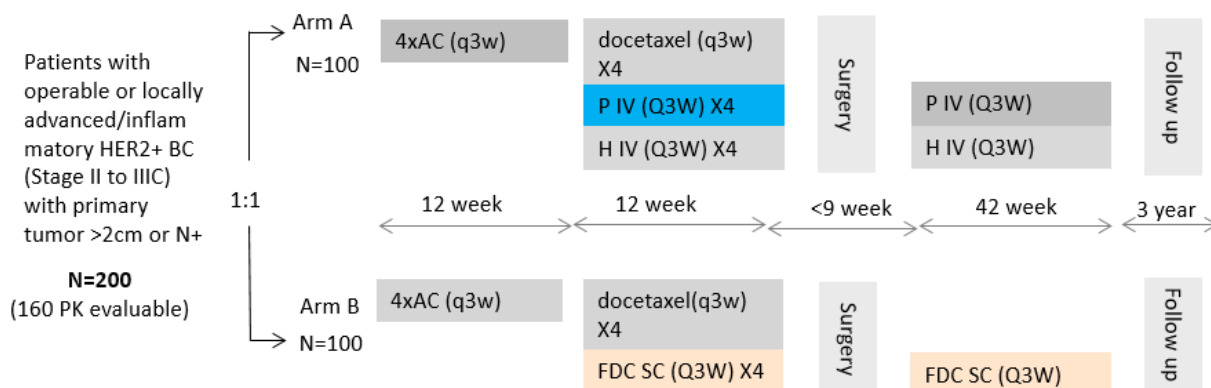 Patients with
operable or locally
advanced/inflam
matory HER2+ BC
(Stage II to IIIC)
with primary
tumor >2cm or N+
N=200
(160 PK evaluable)
1:1
Arm A
N=100
4xAC (q3w)
docetaxel (q3w)
X4
P IV (Q3W) X4
H IV (Q3W) X4
Surgery
P IV (Q3W)
H IV (Q3W)
Follow up
12 week
12 week
<9 week
42 week
3 year
Arm B
N=100
4xAC (q3w)
docetaxel(q3w)
X4
FDC SC (Q3W) X4
Surgery
FDC SC (Q3W)
Follow up